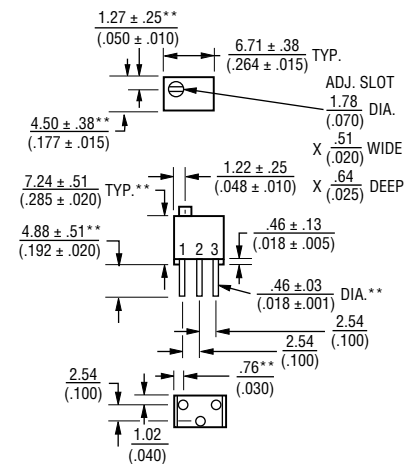 1.27 ± .25**
(.050 ± .010)
6.71 ± .38 TYP.
(.264 ± .015)
ADJ. SLOT
1.78 DIA.
(.070)
4.50 ± .38**
(.177 ± .015)
X .51 WIDE
(.020)
1.22 ± .25
(.048 ± .010)
X .64 DEEP
(.025)
7.24 ± .51 TYP.**
(.285 ± .020)
4.88 ± .51**
(.192 ± .020)
.46 ± .13
(.018 ± .005)
1 2 3
.46 ±.03 DIA.**
(.018 ±.001)
2.54
(.100)
2.54
(.100)
2.54
(.100)
.76**
(.030)
1.02
(.040)